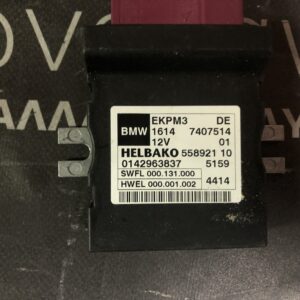 EKPM3 DE
BMW 1614 7407514
12V 01
HELBAKO 558921 10
0142963837 5159
SWFL 000.131.000
HWEL 000.001.002 4414